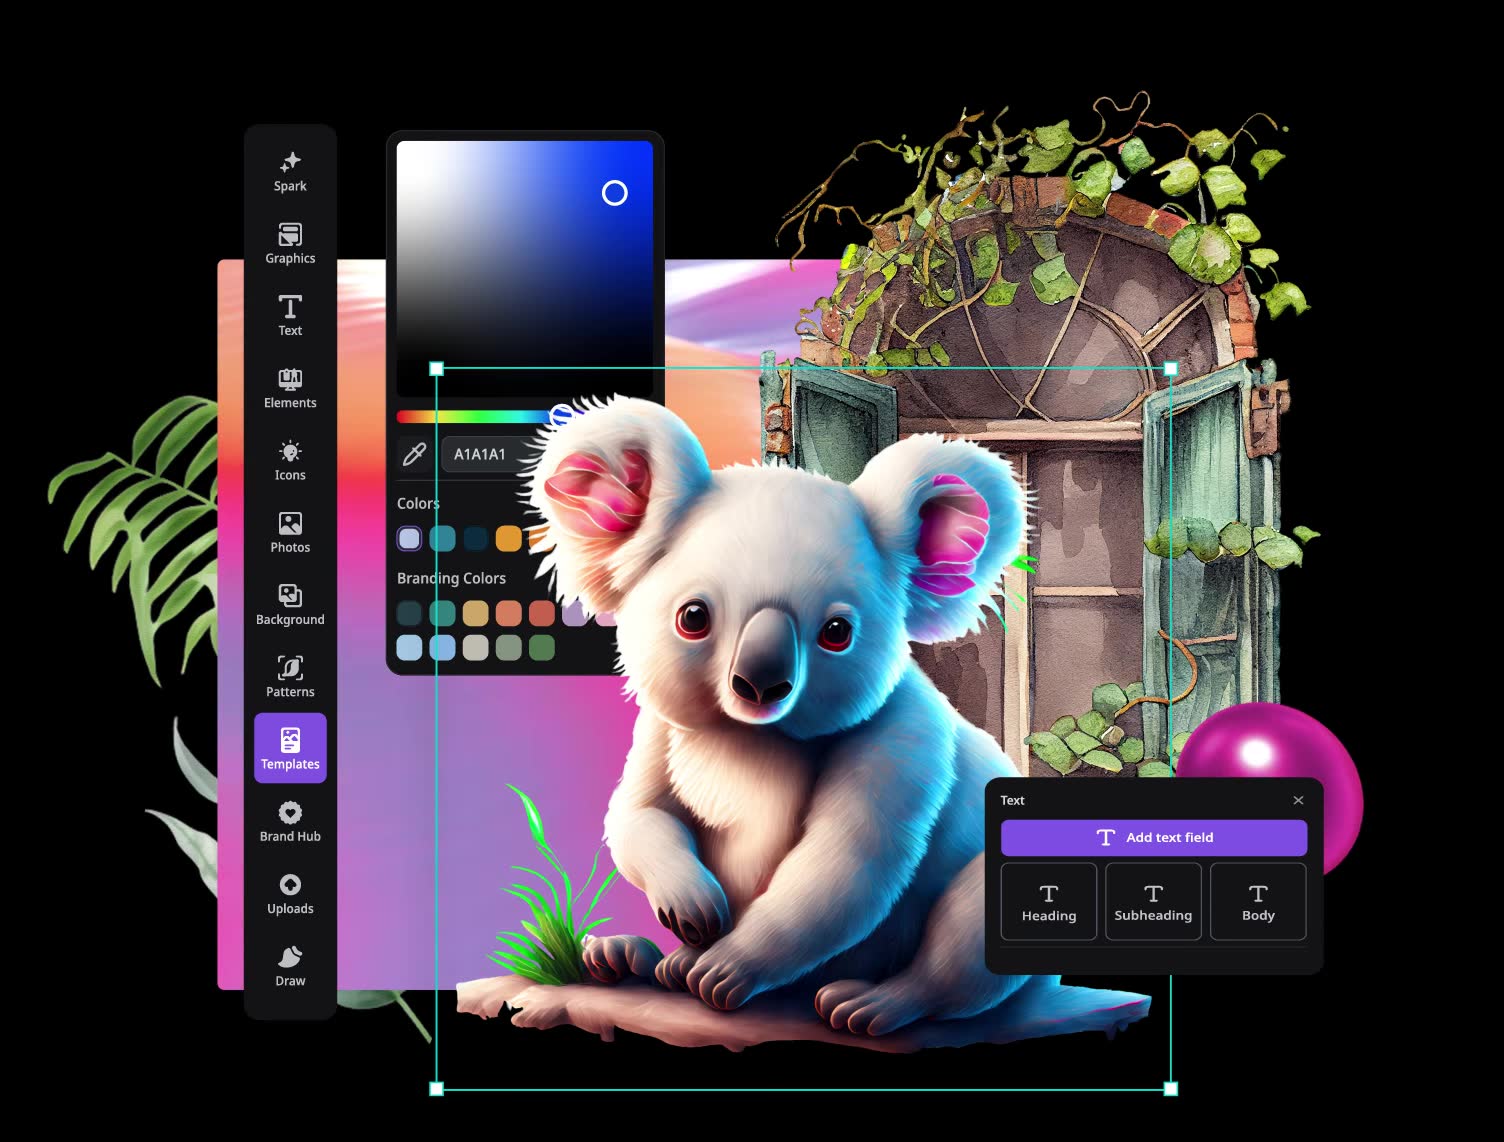 Spark
Graphics
Text
Elements
Icons
Photos
Background
Patterns
Templates
Brand Hub
Uploads
Draw
A1A1A1
Colors
Branding Colors
Text
Add text field
Heading
Subheading
Body